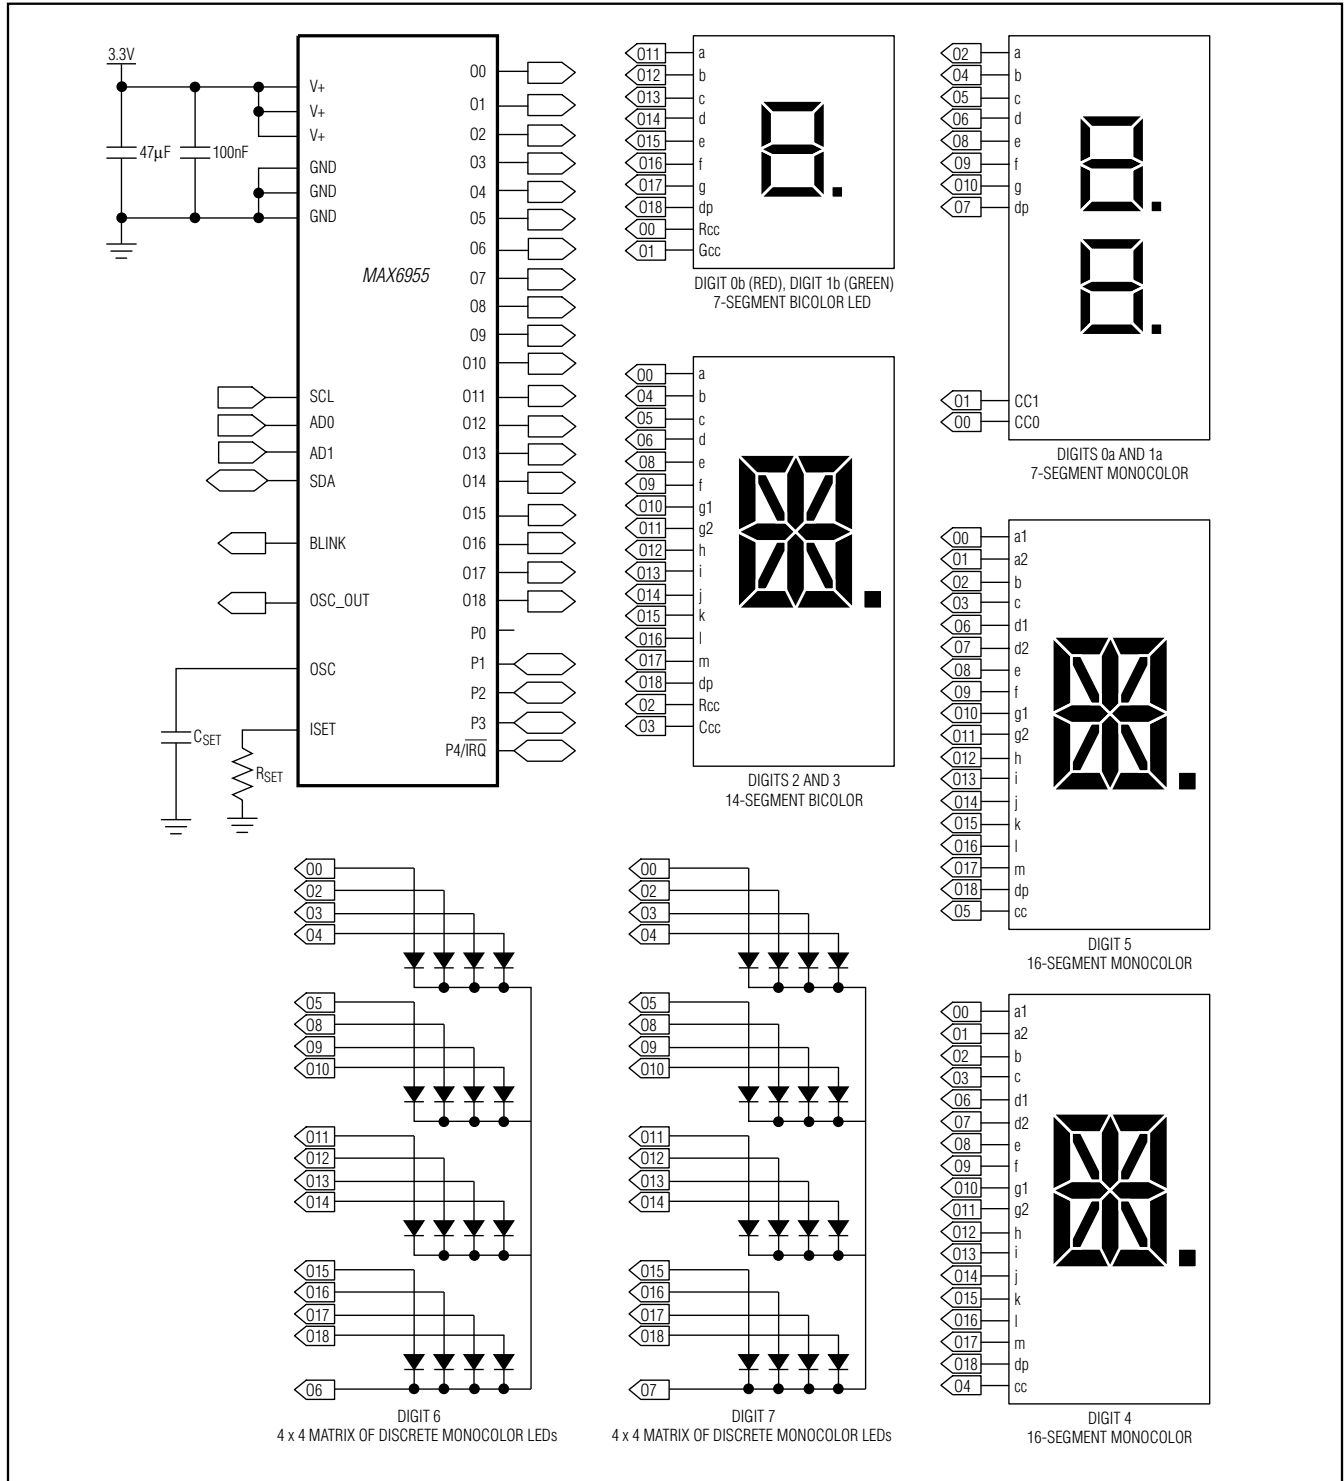 3.3V
47µF
100nF
V+
V+
V+
GND
GND
GND
MAX6955
SCL
AD0
AD1
SDA
BLINK
OSC_OUT
OSC
ISET
CSET
RSET
O0
O1
O2
O3
O4
O5
O6
O7
O8
O9
O10
O11
O12
O13
O14
O15
O16
O17
O18
P0
P1
P2
P3
P4/IRQ
O11 a
O12 b
O13 c
O14 d
O15 e
O16 f
O17 g
O18 dp
O0 Rcc
O1 Gcc
DIGIT 0b (RED), DIGIT 1b (GREEN)
7-SEGMENT BICOLOR LED
O2 a
O4 b
O5 c
O6 d
O8 e
O9 f
O10 g
O7 dp
O1 CC1
O0 CC0
DIGITS 0a AND 1a
7-SEGMENT MONOCOLOR
O0 a
O4 b
O5 c
O6 d
O8 e
O9 f
O10 g1
O11 g2
O12 h
O13 i
O14 j
O15 k
O16 l
O17 m
O18 dp
O2 Rcc
O3 Ccc
DIGITS 2 AND 3
14-SEGMENT BICOLOR
O0 a1
O1 a2
O2 b
O3 c
O6 d1
O7 d2
O8 e
O9 f
O10 g1
O11 g2
O12 h
O13 i
O14 j
O15 k
O16 l
O17 m
O18 dp
O5 cc
DIGIT 5
16-SEGMENT MONOCOLOR
O0
O2
O3
O4
O5
O8
O9
O10
O11
O12
O13
O14
O15
O16
O17
O18
O6
DIGIT 6
4 x 4 MATRIX OF DISCRETE MONOCOLOR LEDs
O0
O2
O3
O4
O5
O8
O9
O10
O11
O12
O13
O14
O15
O16
O17
O18
O7
DIGIT 7
4 x 4 MATRIX OF DISCRETE MONOCOLOR LEDs
O0 a1
O1 a2
O2 b
O3 c
O6 d1
O7 d2
O8 e
O9 f
O10 g1
O11 g2
O12 h
O13 i
O14 j
O15 k
O16 l
O17 m
O18 dp
O4 cc
DIGIT 4
16-SEGMENT MONOCOLOR